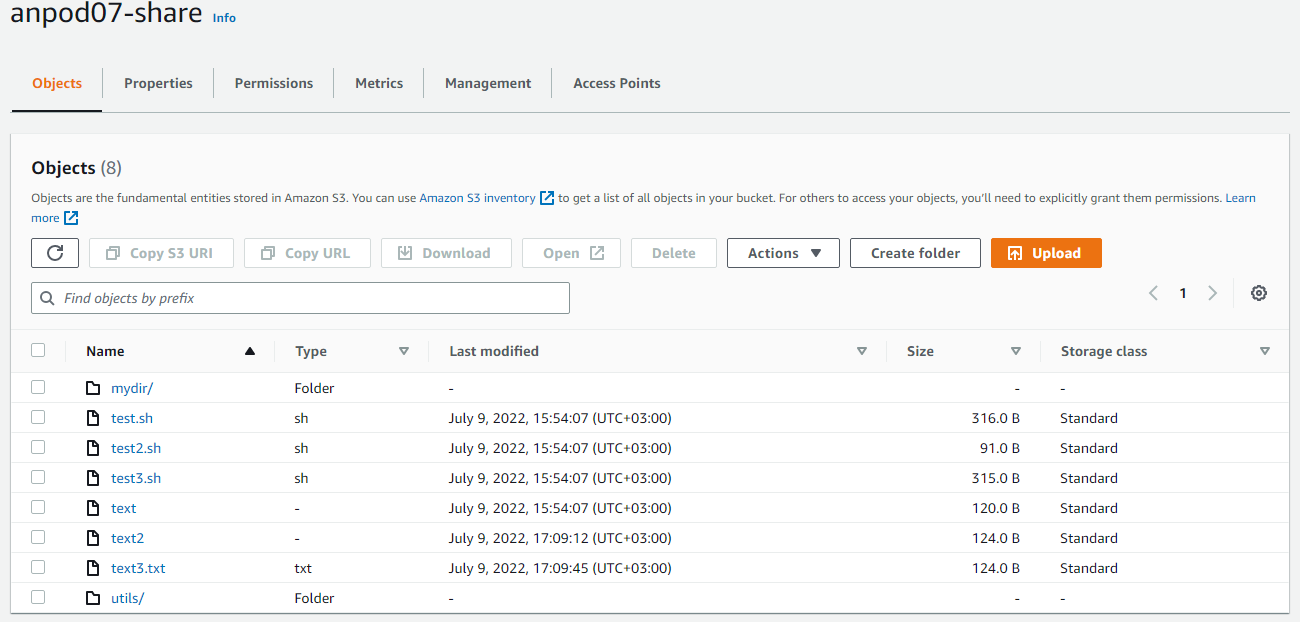 anpod07-share Info
Objects Properties Permissions Metrics Management Access Points
Objects (8)
Objects are the fundamental entities stored in Amazon S3. You can use Amazon S3 inventory to get a list of all objects in your bucket. For others to access your objects, you'll need to explicitly grant them permissions. Learn
more
Copy S3 URI Copy URL Download Open Delete Actions Create folder Upload
Find objects by prefix 1
Name Type Last modified Size Storage class
mydir/ Folder - - -
test.sh sh July 9, 2022, 15:54:07 (UTC+03:00) 316.0 B Standard
test2.sh sh July 9, 2022, 15:54:07 (UTC+03:00) 91.0 B Standard
test3.sh sh July 9, 2022, 15:54:07 (UTC+03:00) 315.0 B Standard
text - July 9, 2022, 15:54:07 (UTC+03:00) 120.0 B Standard
text2 - July 9, 2022, 17:09:12 (UTC+03:00) 124.0 B Standard
text3.txt txt July 9, 2022, 17:09:45 (UTC+03:00) 124.0 B Standard
utils/ Folder - - -